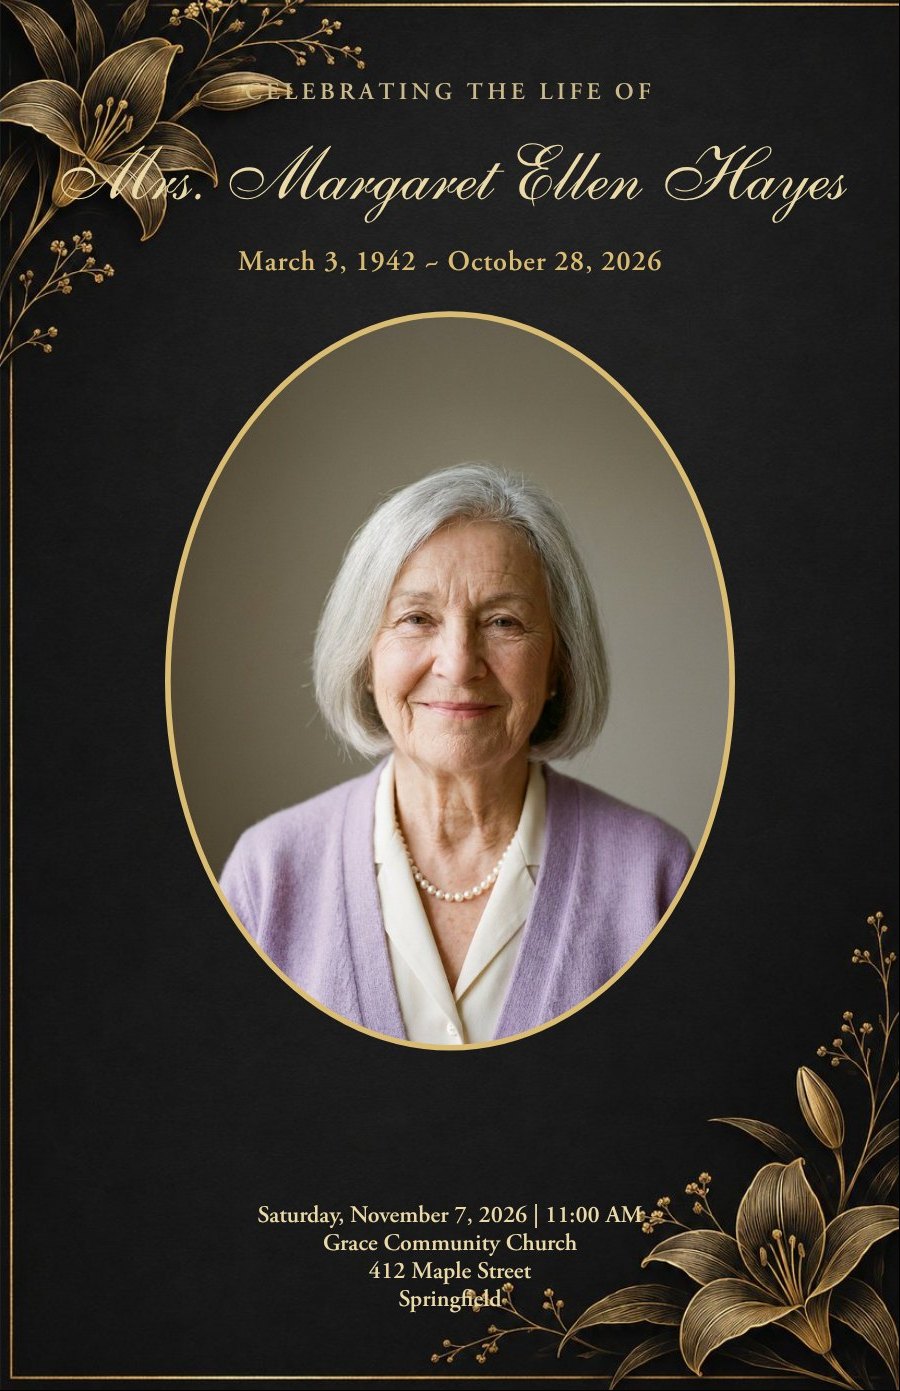 CELEBRATING THE LIFE OF
Mrs. Margaret Ellen Hayes
March 3, 1942 ~ October 28, 2026
Saturday, November 7, 2026 | 11:00 AM
Grace Community Church
412 Maple Street
Springfield